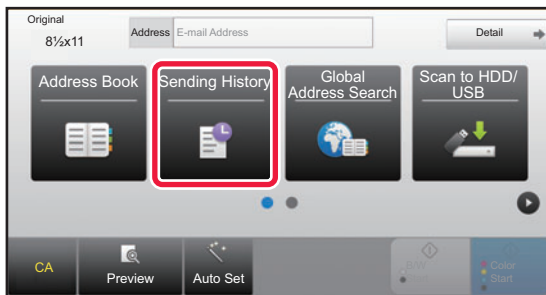 Original
8½x11
Address E-mail Address
Detail
Address Book
Sending History
Global
Address Search
Scan to HDD/
USB
CA
Preview
Auto Set
B/W
Start
Color
Start